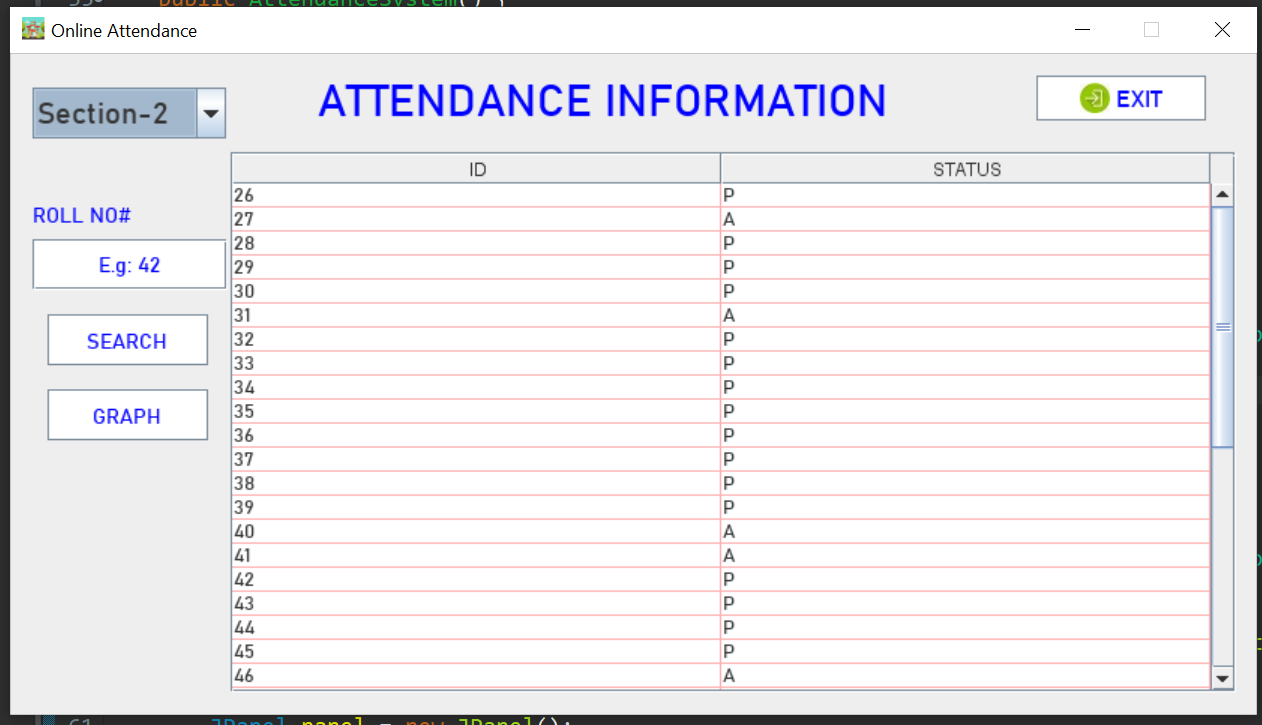 public AttendanceSystem() {
Online Attendance
Section-2
ATTENDANCE INFORMATION
EXIT
ID STATUS
26 P
27 A
28 P
29 P
30 P
31 A
32 P
33 P
34 P
35 P
36 P
37 P
38 P
39 P
40 A
41 A
42 P
43 P
44 P
45 P
46 A
ROLL NO#
E.g: 42
SEARCH
GRAPH
61 JPanel panel = new JPanel();